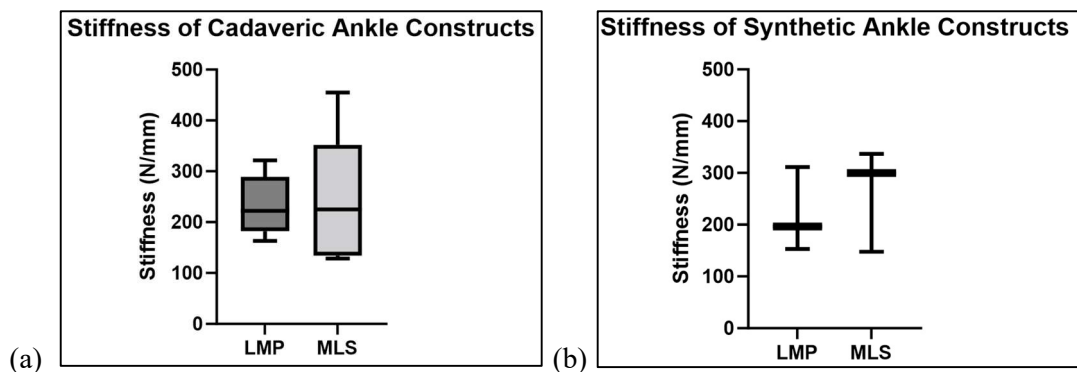 Stiffness of Cadaveric Ankle Constructs
500
400
300
200
100
0
Stiffness (N/mm)
LMP MLS
(a)
Stiffness of Synthetic Ankle Constructs
500
400
300
200
100
0
Stiffness (N/mm)
LMP MLS
(b)